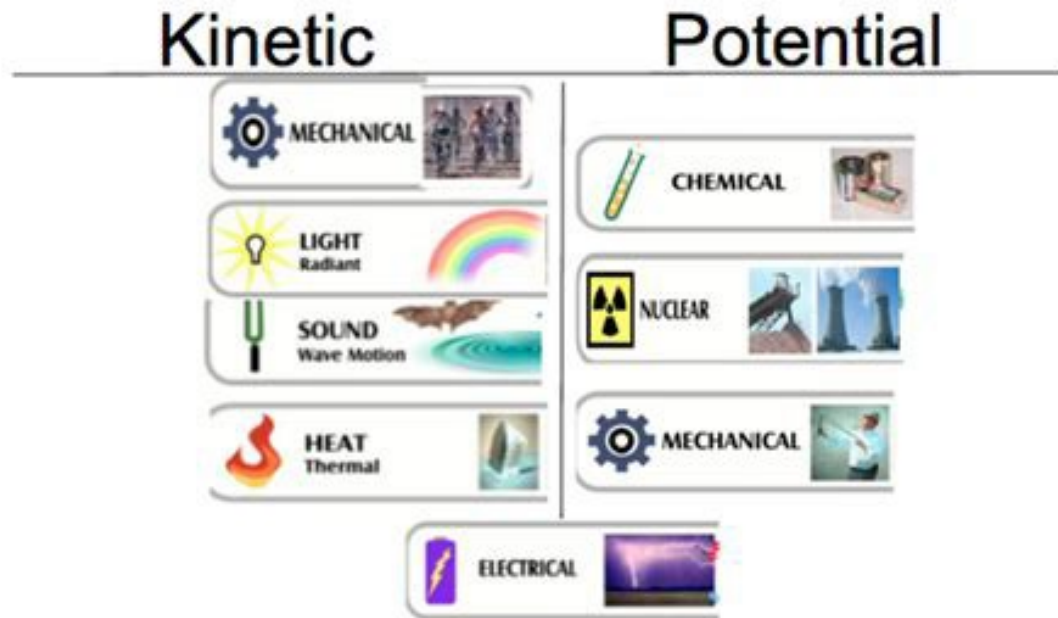 Kinetic
Potential
MECHANICAL
LIGHT
Radiant
SOUND
Wave Motion
HEAT
Thermal
CHEMICAL
NUCLEAR
MECHANICAL
ELECTRICAL